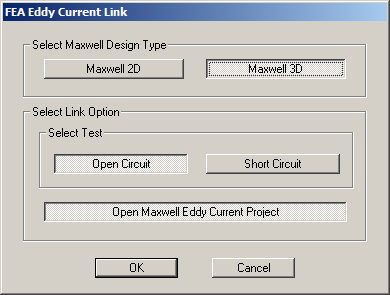 FEA Eddy Current Link
Select Maxwell Design Type
Maxwell 2D Maxwell 3D
Select Link Option
Select Test
Open Circuit Short Circuit
Open Maxwell Eddy Current Project
OK Cancel